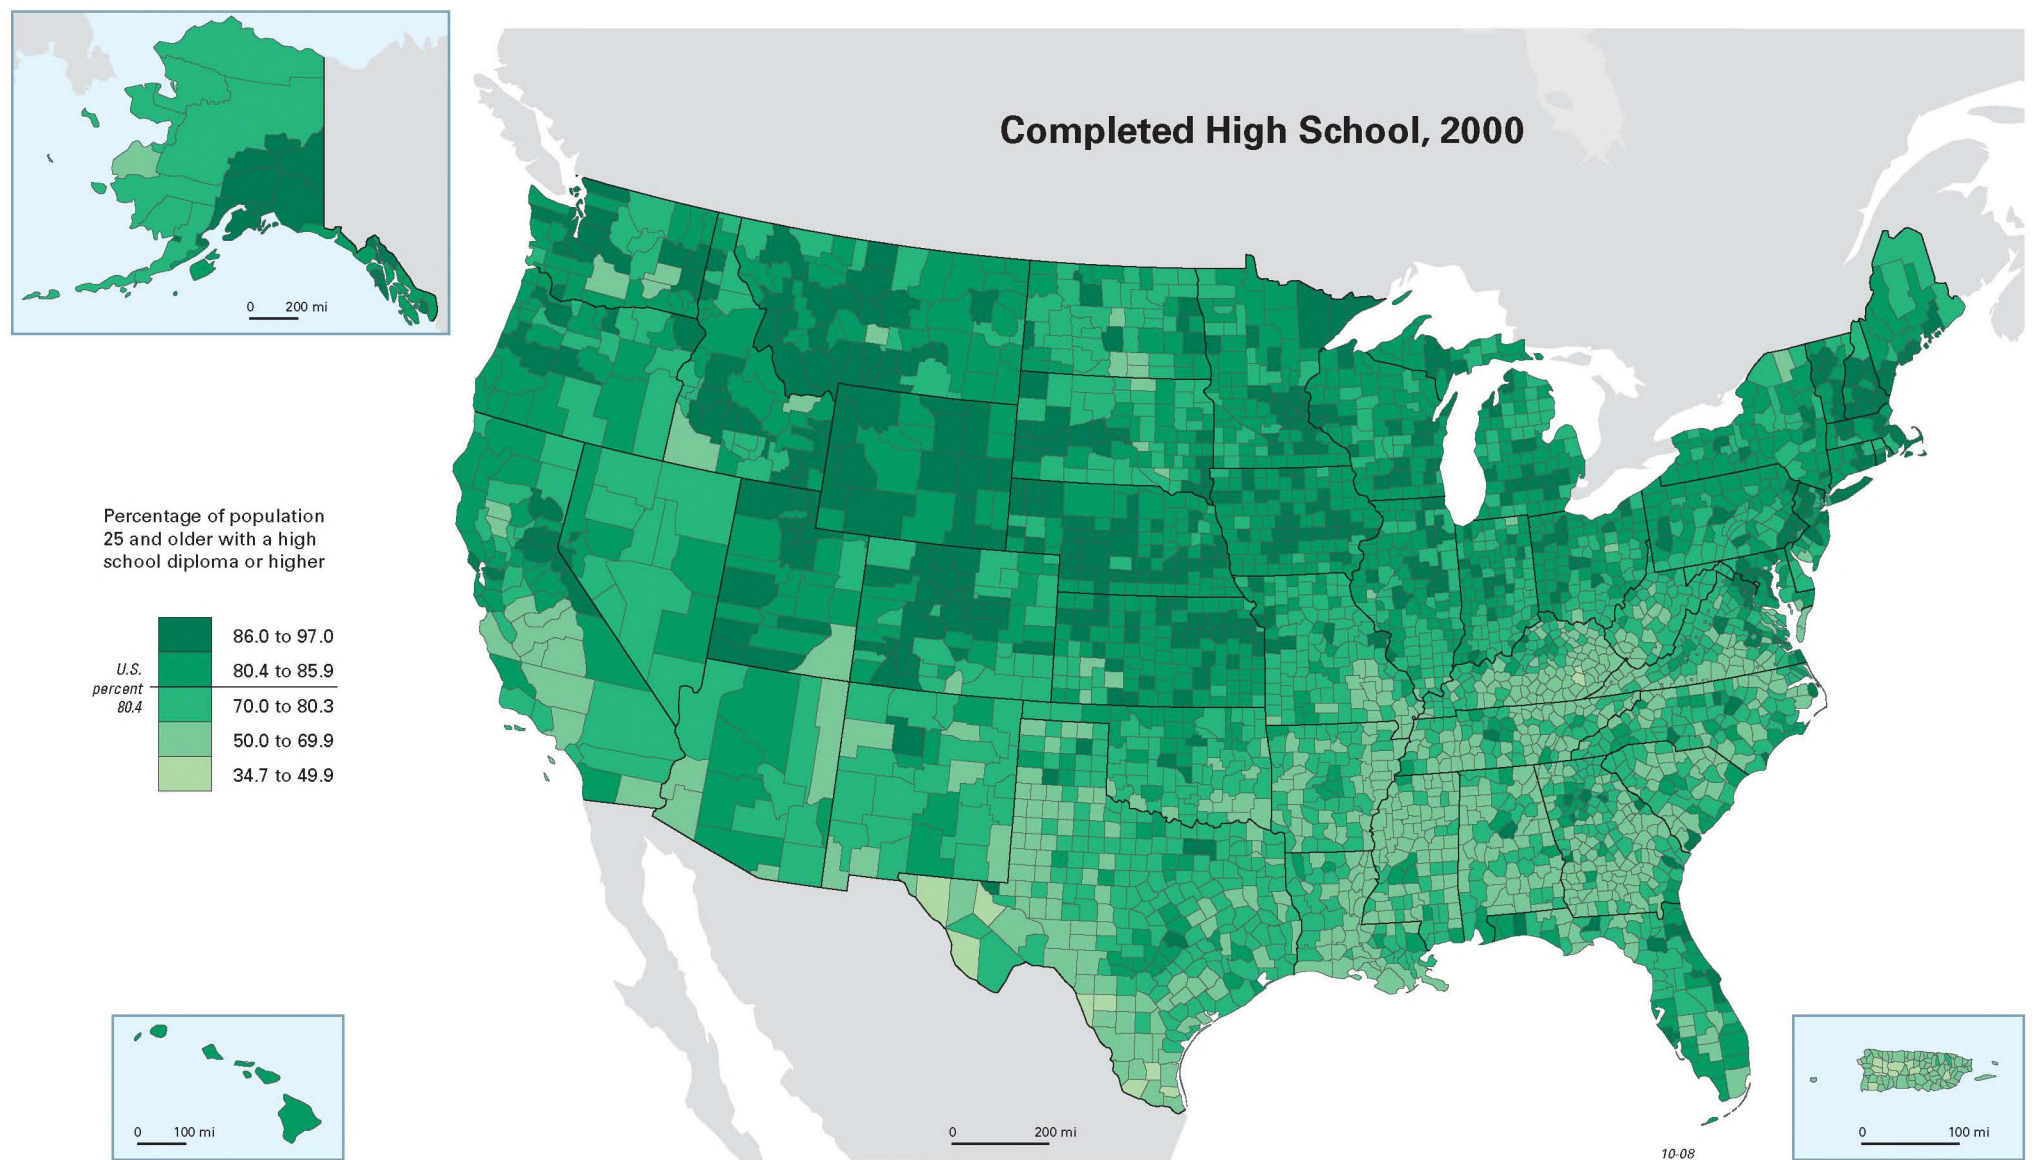 Completed High School, 2000
0 200 mi
Percentage of population
25 and older with a high
school diploma or higher
86.0 to 97.0
80.4 to 85.9
U.S.
percent
80.4
70.0 to 80.3
50.0 to 69.9
34.7 to 49.9
0 100 mi
0 200 mi
0 100 mi
10-08